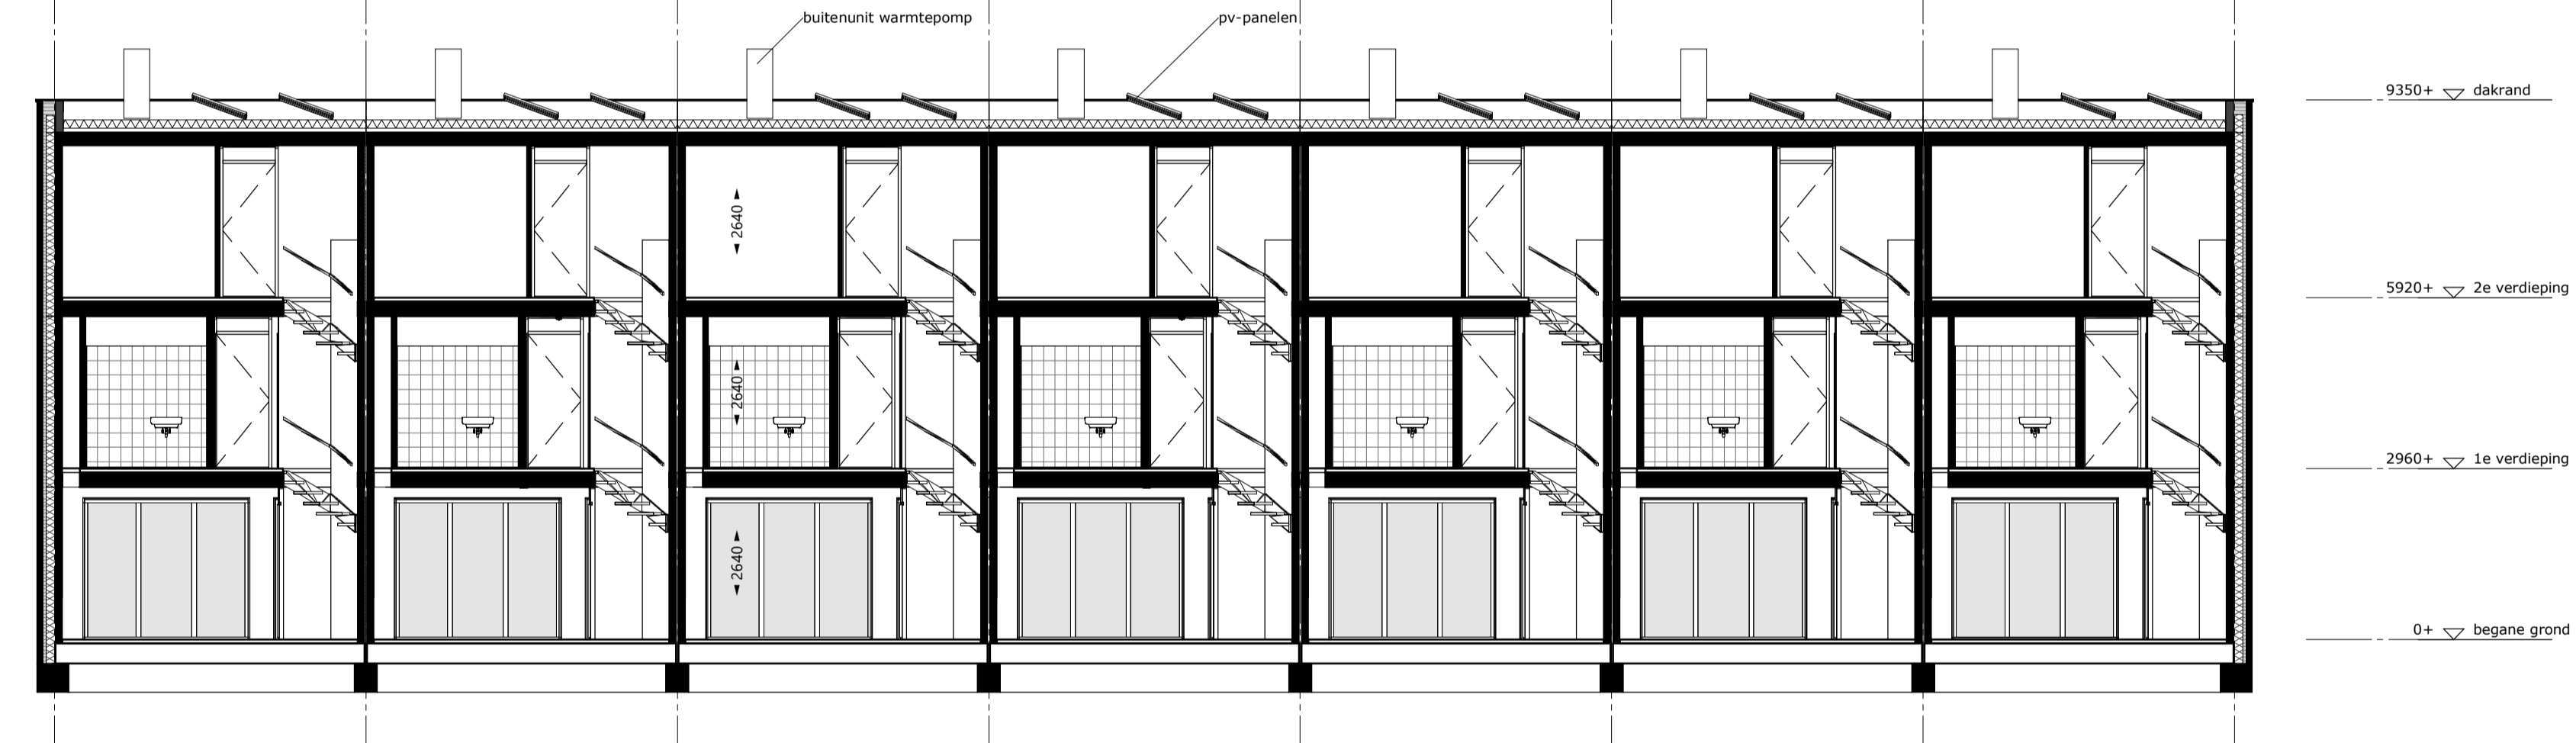 buitenunit warmtepomp
pv-panelen
9350+ dakrand
2640
5920+ 2e verdieping
2640
2960+ 1e verdieping
2640
0+ begane grond